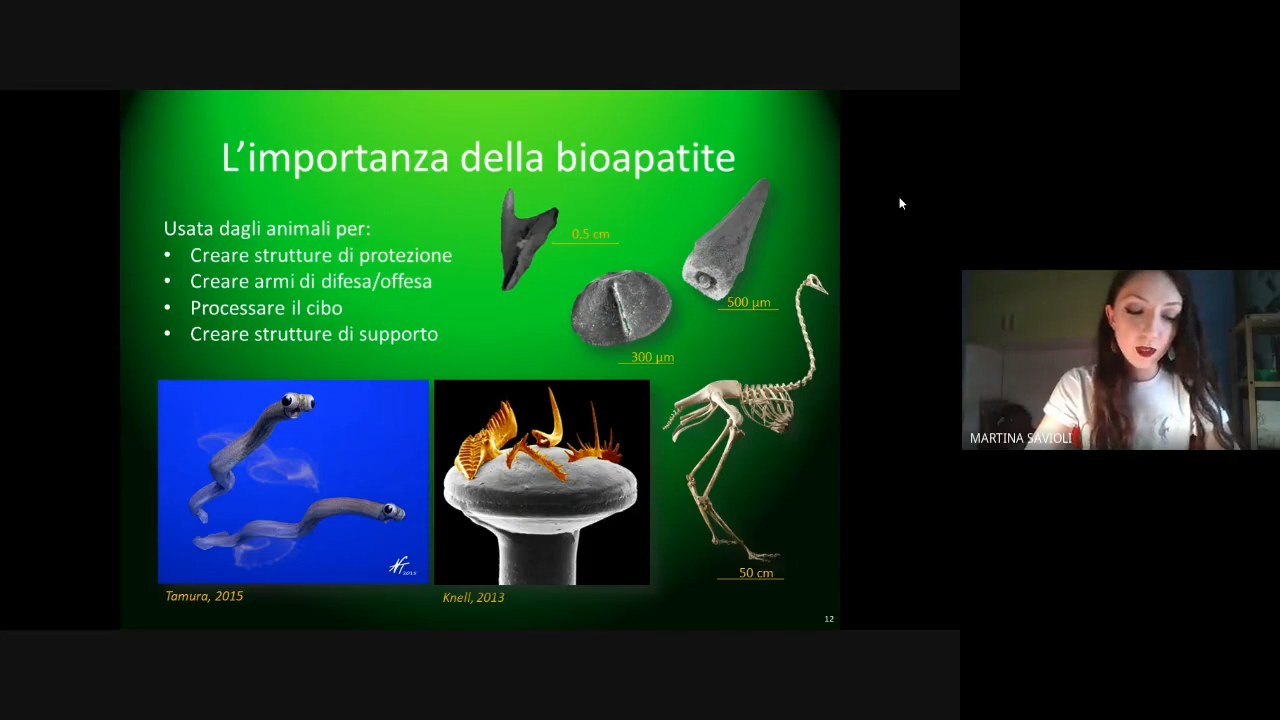 L’importanza della bioapatite
Usata dagli animali per:
• Creare strutture di protezione
• Creare armi di difesa/offesa
• Processare il cibo
• Creare strutture di supporto
0,5 cm
500 µm
300 µm
50 cm
Tamura, 2015
Knell, 2013
12
MARTINA SAVIOLI